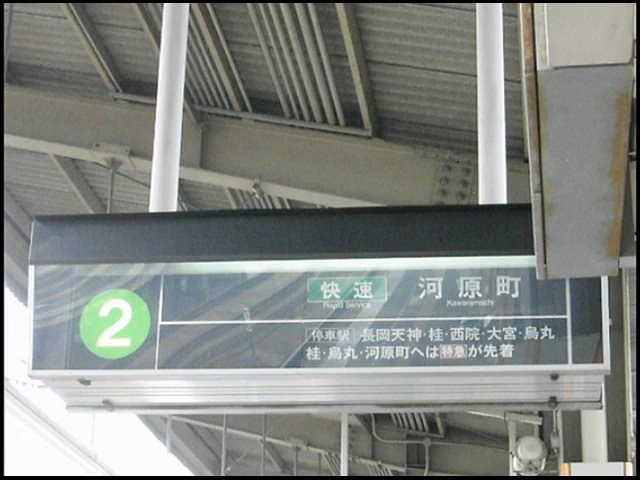 2
快速 河原町
Rapid Service Kawaramachi
停車駅 長岡天神・桂・西院・大宮・烏丸
桂・烏丸・河原町へは特急が先着